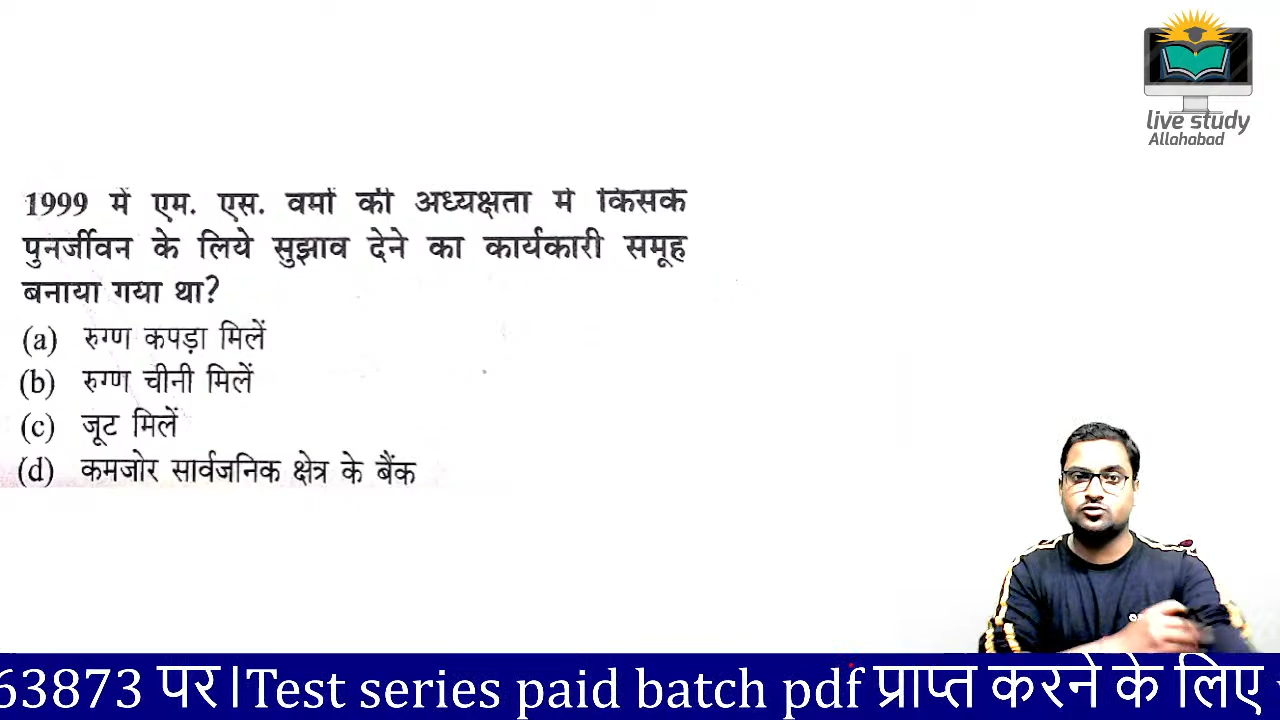 live study
Allahabad
1999 में एम. एस. वर्मा की अध्यक्षता में किसके
पुनर्जीवन के लिये सुझाव देने का कार्यकारी समूह
बनाया गया था?
(a) रुग्ण कपड़ा मिलें
(b) रुग्ण चीनी मिलें
(c) जूट मिलें
(d) कमजोर सार्वजनिक क्षेत्र के बैंक
63873 पर।Test series paid batch pdf प्राप्त करने के लिए